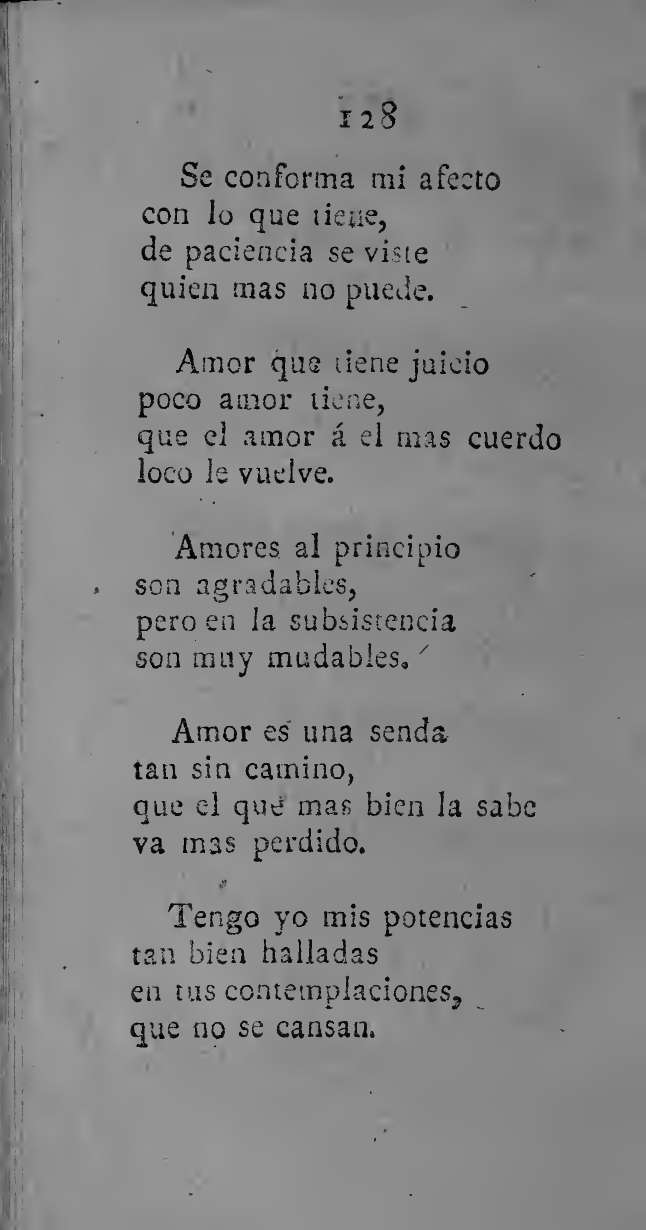 128
Se conforma mi afecto
con lo que tiene,
de paciencia se viste
quien mas no puede.
Amor que tiene juicio
poco amor tiene,
que el amor á el mas cuerdo
loco le vuelve.
Amores al principio
son agradables,
pero en la subsistencia
son muy mudables.
Amor es una senda
tan sin camino,
que el que mas bien la sabe
va mas perdido.
Tengo yo mis potencias
tan bien halladas
en tus contemplaciones,
que no se cansan.